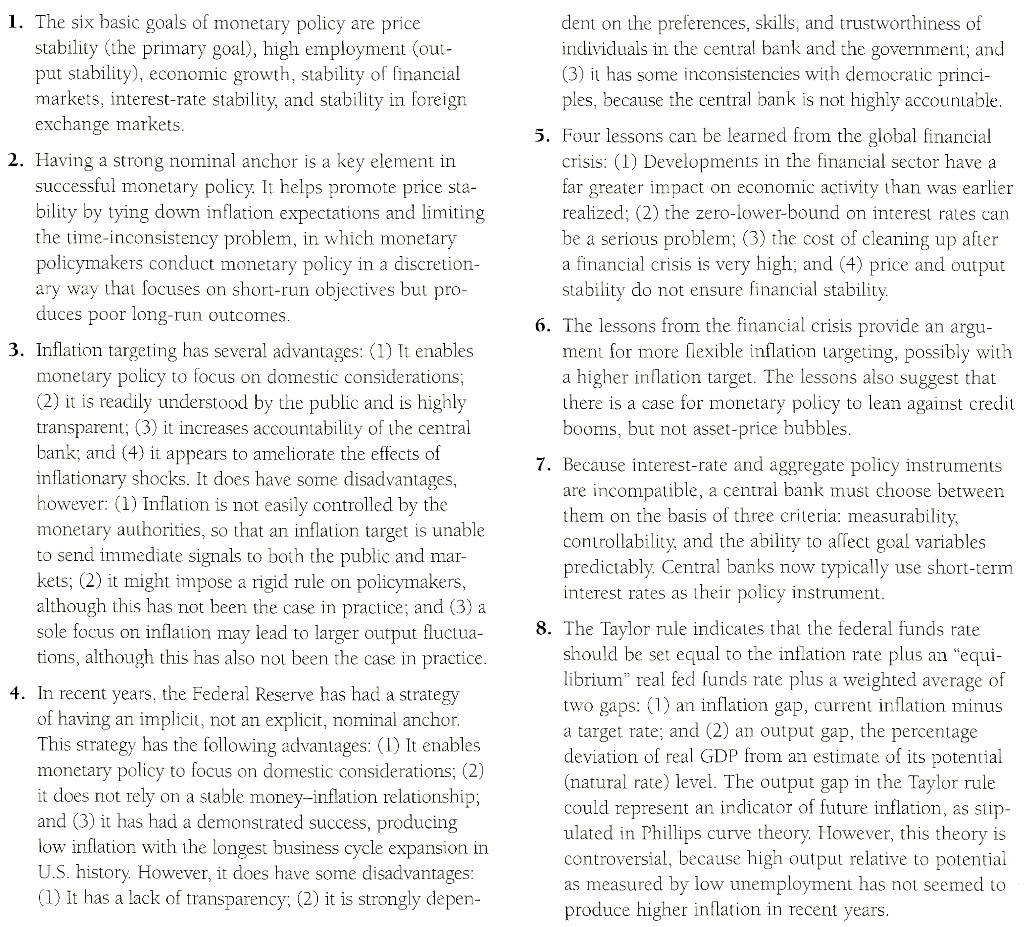 1. The six basic goals of monetary policy are price
stability (the primary goal), high employment (out-
put stability), economic growth, stability of financial
markets, interest-rate stability, and stability in foreign
exchange markets.
2. Having a strong nominal anchor is a key element in
successful monetary policy. It helps promote price sta-
bility by tying down inflation expectations and limiting
the time-inconsistency problem, in which monetary
policymakers conduct monetary policy in a discretion-
ary way that focuses on short-run objectives but pro-
duces poor long-run outcomes.
3. Inflation targeting has several advantages: (1) It enables
monetary policy to focus on domestic considerations;
(2) it is readily understood by the public and is highly
transparent; (3) it increases accountability of the central
bank; and (4) it appears to ameliorate the effects of
inflationary shocks. It does have some disadvantages,
however: (1) Inflation is not easily controlled by the
monetary authorities, so that an inflation target is unable
to send immediate signals to both the public and mar-
kets; (2) it might impose a rigid rule on policymakers,
although this has not been the case in practice; and (3) a
sole focus on inflation may lead to larger output fluctua-
tions, although this has also not been the case in practice.
4. In recent years, the Federal Reserve has had a strategy
of having an implicit, not an explicit, nominal anchor.
This strategy has the following advantages: (1) It enables
monetary policy to focus on domestic considerations; (2)
it does not rely on a stable money–inflation relationship;
and (3) it has had a demonstrated success, producing
low inflation with the longest business cycle expansion in
U.S. history. However, it does have some disadvantages:
(1) It has a lack of transparency; (2) it is strongly depen-
dent on the preferences, skills, and trustworthiness of
individuals in the central bank and the government; and
(3) it has some inconsistencies with democratic princi-
ples, because the central bank is not highly accountable.
5. Four lessons can be learned from the global financial
crisis: (1) Developments in the financial sector have a
far greater impact on economic activity than was earlier
realized; (2) the zero-lower-bound on interest rates can
be a serious problem; (3) the cost of cleaning up after
a financial crisis is very high; and (4) price and output
stability do not ensure financial stability.
6. The lessons from the financial crisis provide an argu-
ment for more flexible inflation targeting, possibly with
a higher inflation target. The lessons also suggest that
there is a case for monetary policy to lean against credit
booms, but not asset-price bubbles.
7. Because interest-rate and aggregate policy instruments
are incompatible, a central bank must choose between
them on the basis of three criteria: measurability,
controllability, and the ability to affect goal variables
predictably. Central banks now typically use short-term
interest rates as their policy instrument.
8. The Taylor rule indicates that the federal funds rate
should be set equal to the inflation rate plus an “equi-
librium” real fed funds rate plus a weighted average of
two gaps: (1) an inflation gap, current inflation minus
a target rate; and (2) an output gap, the percentage
deviation of real GDP from an estimate of its potential
(natural rate) level. The output gap in the Taylor rule
could represent an indicator of future inflation, as stip-
ulated in Phillips curve theory. However, this theory is
controversial, because high output relative to potential
as measured by low unemployment has not seemed to
produce higher inflation in recent years.